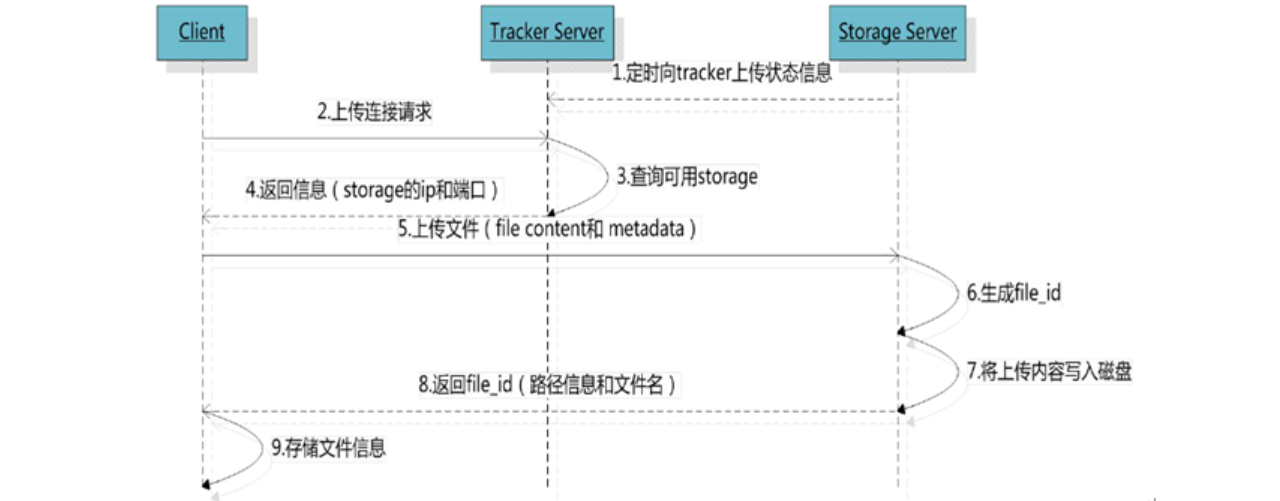 Client
Tracker Server
Storage Server
1.定时向tracker上传状态信息
2.上传连接请求
3.查询可用storage
4.返回信息（storage的ip和端口）
5.上传文件（file content和 metadata）
6.生成file_id
7.将上传内容写入磁盘
8.返回file_id（路径信息和文件名）
9.存储文件信息